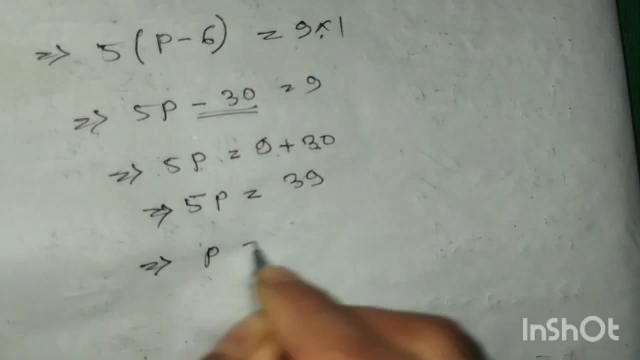 ⇒ 5(P-6) = 9×1
⇒ 5P - 30 = 9
⇒ 5P = 9+30
⇒ 5P = 39
⇒ P =
InShOt